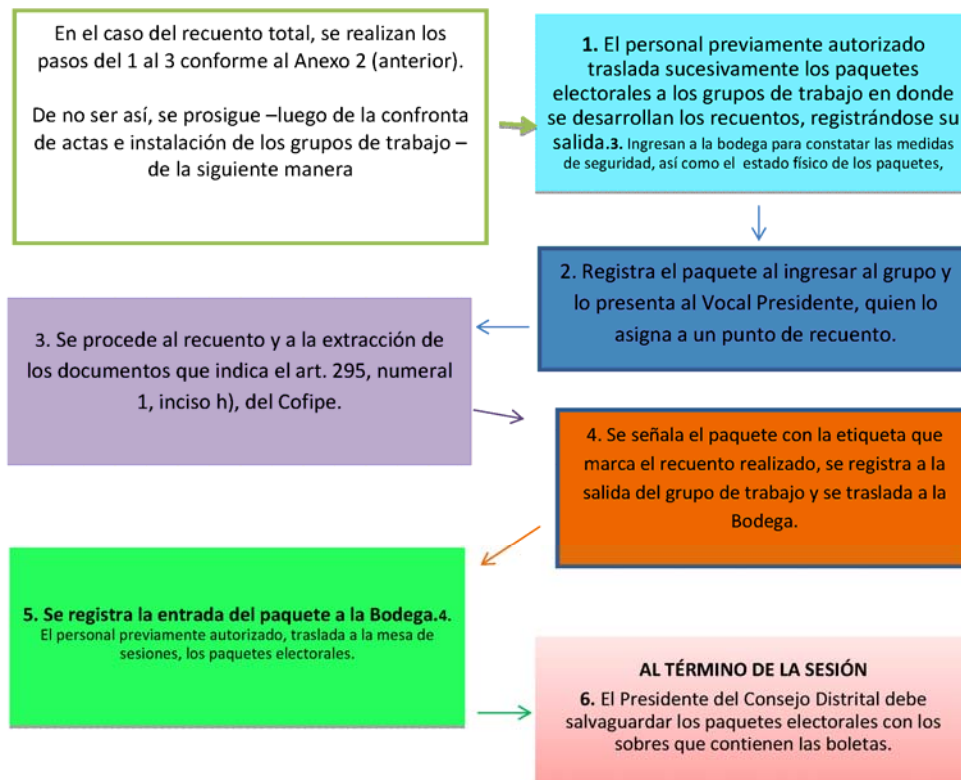 En el caso del recuento total, se realizan los
pasos del 1 al 3 conforme al Anexo 2 (anterior).
De no ser así, se prosigue –luego de la confronta
de actas e instalación de los grupos de trabajo –
de la siguiente manera
1. El personal previamente autorizado
traslada sucesivamente los paquetes
electorales a los grupos de trabajo en donde
se desarrollan los recuentos, registrándose su
salida.3. Ingresan a la bodega para constatar las medidas
de seguridad, así como el estado físico de los paquetes,
2. Registra el paquete al ingresar al grupo y
lo presenta al Vocal Presidente, quien lo
asigna a un punto de recuento.
3. Se procede al recuento y a la extracción de
los documentos que indica el art. 295, numeral
1, inciso h), del Cofipe.
4. Se señala el paquete con la etiqueta que
marca el recuento realizado, se registra a la
salida del grupo de trabajo y se traslada a la
Bodega.
5. Se registra la entrada del paquete a la Bodega.4.
El personal previamente autorizado, traslada a la mesa de
sesiones, los paquetes electorales.
AL TÉRMINO DE LA SESIÓN
6. El Presidente del Consejo Distrital debe
salvaguardar los paquetes electorales con los
sobres que contienen las boletas.